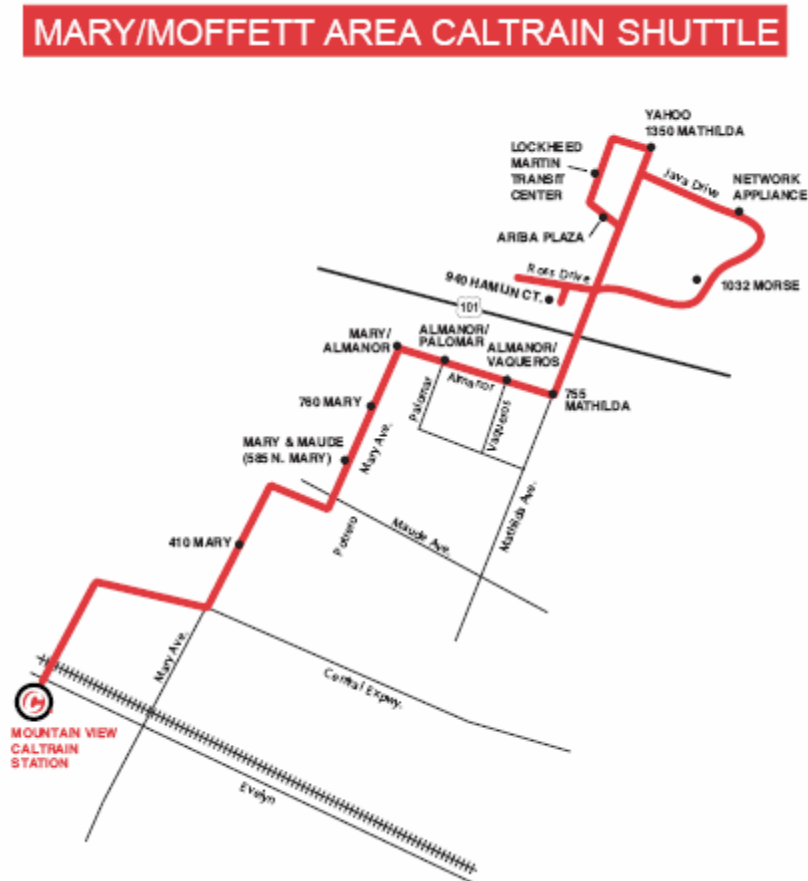 MARY/MOFFETT AREA CALTRAIN SHUTTLE
YAHOO
1350 MATHILDA
LOCKHEED
MARTIN
TRANSIT
CENTER
Java Drive
NETWORK
APPLIANCE
ARIBA PLAZA
Ross Drive
940 HAMLIN CT.
1032 MORSE
101
MARY/
ALMANOR
ALMANOR/
PALOMAR
ALMANOR/
VAQUEROS
Almanor
755
MATHILDA
Palomar
Vaqueros
760 MARY
Mary Ave.
MARY & MAUDE
(585 N. MARY)
Mathilda Ave.
Potrero
Maude Ave.
410 MARY
Mary Ave.
Central Expwy.
C
MOUNTAIN VIEW
CALTRAIN
STATION
Evelyn